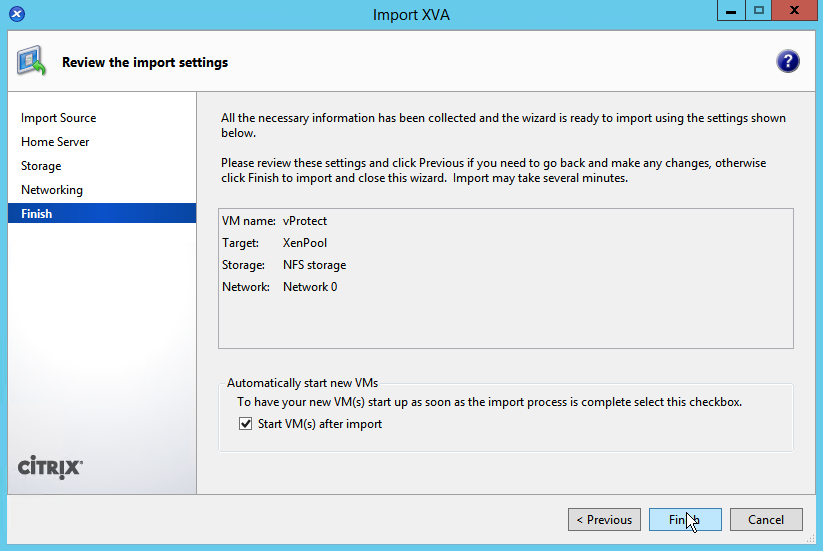 Import XVA
Review the import settings
?
Import Source
Home Server
Storage
Networking
Finish
All the necessary information has been collected and the wizard is ready to import using the settings shown
below.
Please review these settings and click Previous if you need to go back and make any changes, otherwise
click Finish to import and close this wizard. Import may take several minutes.
VM name: vProtect
Target: XenPool
Storage: NFS storage
Network: Network 0
Automatically start new VMs
To have your new VM(s) start up as soon as the import process is complete select this checkbox.
Start VM(s) after import
CITRIX
< Previous
Finish
Cancel